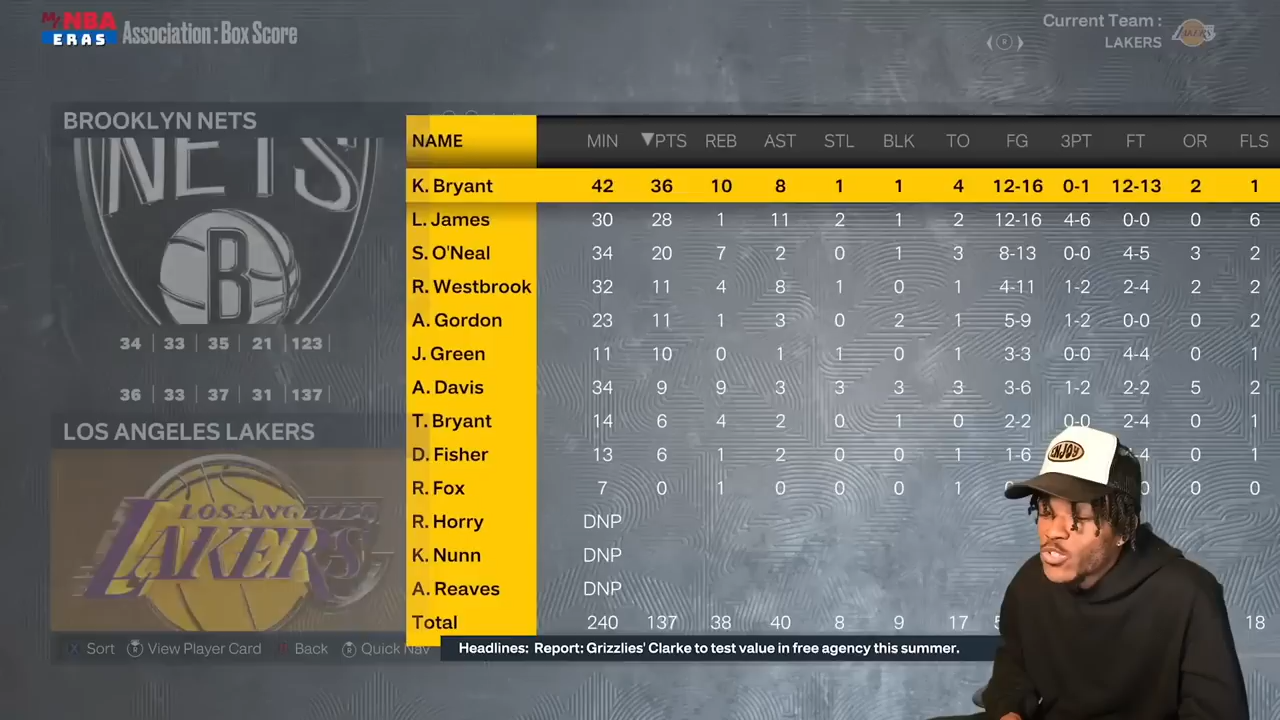 MyNBA
ERAS
Association : Box Score
Current Team :
LAKERS
BROOKLYN NETS
NETS
B
34 | 33 | 35 | 21 | 123
36 | 33 | 37 | 31 | 137
LOS ANGELES LAKERS
LOS ANGELES
LAKERS
NAME MIN ▼PTS REB AST STL BLK TO FG 3PT FT OR FLS
K. Bryant 42 36 10 8 1 1 4 12-16 0-1 12-13 2 1
L. James 30 28 1 11 2 1 2 12-16 4-6 0-0 0 6
S. O'Neal 34 20 7 2 0 1 3 8-13 0-0 4-5 3 2
R. Westbrook 32 11 4 8 1 0 1 4-11 1-2 2-4 2 2
A. Gordon 23 11 1 3 0 2 1 5-9 1-2 0-0 0 2
J. Green 11 10 0 1 1 0 1 3-3 0-0 4-4 0 1
A. Davis 34 9 9 3 3 3 3 3-6 1-2 2-2 5 2
T. Bryant 14 6 4 2 0 1 0 2-2 0-0 2-4 0 1
D. Fisher 13 6 1 2 0 0 1 1-6 -4 0 1
R. Fox 7 0 1 0 0 0 1 0 0 0
R. Horry DNP
K. Nunn DNP
A. Reaves DNP
Total 240 137 38 40 8 9 17 18
ENJOY
X Sort R View Player Card Back R Quick Nav
Headlines: Report: Grizzlies' Clarke to test value in free agency this summer.